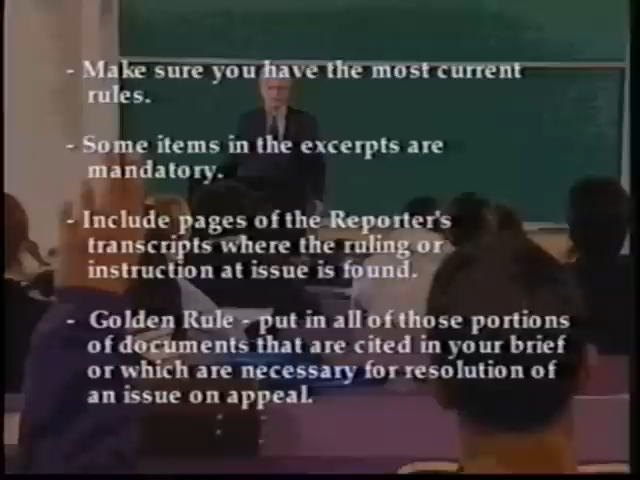 - Make sure you have the most current
rules.
- Some items in the excerpts are
mandatory.
- Include pages of the Reporter's
transcripts where the ruling or
instruction at issue is found.
- Golden Rule - put in all of those portions
of documents that are cited in your brief
or which are necessary for resolution of
an issue on appeal.